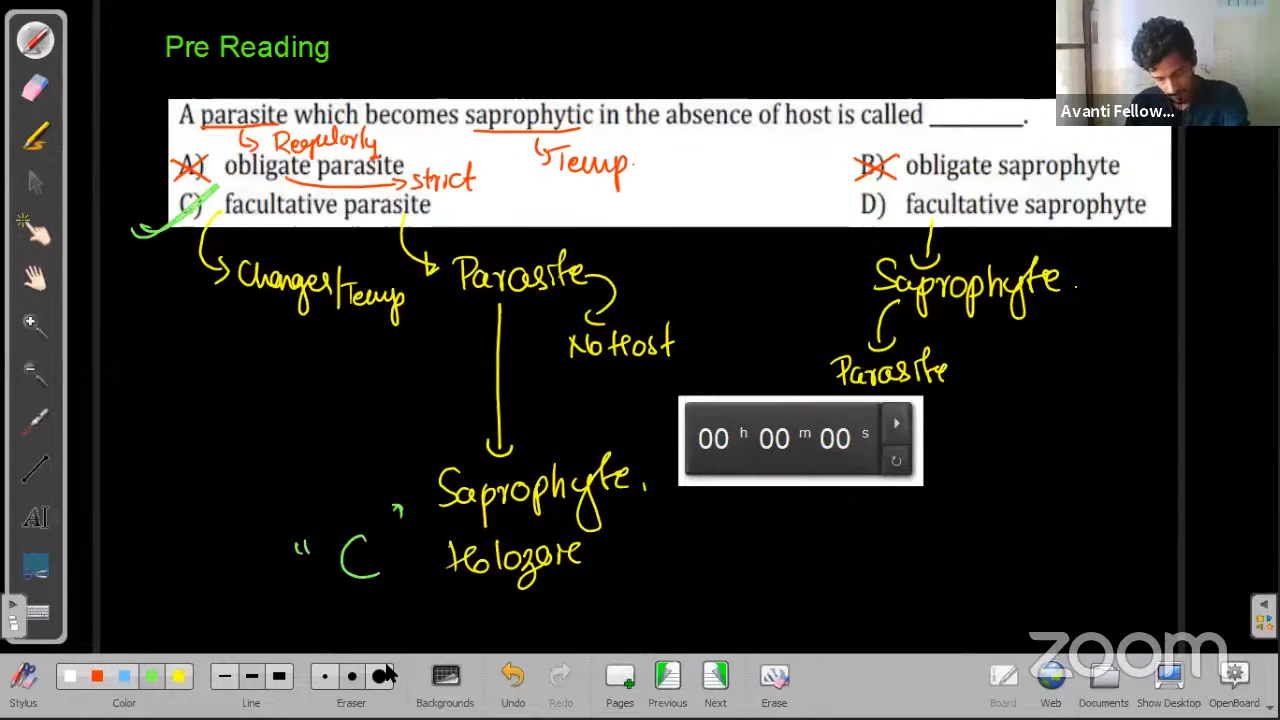 Pre Reading
Avanti Fellow...
A parasite which becomes saprophytic in the absence of host is called ________.
Regularly
Temp.
A) obligate parasite
B) obligate saprophyte
strict
C) facultative parasite
D) facultative saprophyte
Changes/Temp
Parasite
Saprophyte
No Host
Parasite
00 h 00 m 00 s
Saprophyte
"C"
zoom
Stylus
Color
Line
Eraser
Backgrounds
Undo
Redo
Pages
Previous
Next
Erase
Board
Web
Documents
Show Desktop
OpenBoard